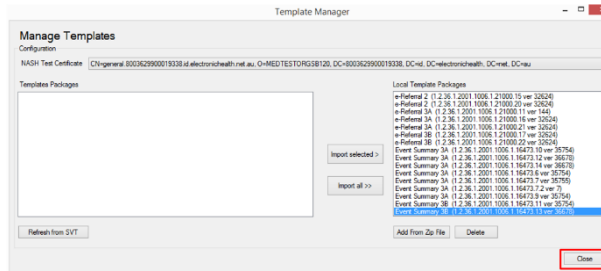 Template Manager
Manage Templates
Configuration
NASH Test Certificate CN=general.8003629900019338.id.electronichealth.net.au, O=MEDTESTORGSB120, DC=8003629900019338, DC=id, DC=electronichealth, DC=net, DC=au
Templates Packages
Local Template Packages
e-Referral 2 (1.2.36.1.2001.1006.1.21000.15 ver 32624)
e-Referral 2 (1.2.36.1.2001.1006.1.21000.20 ver 32624)
e-Referral 3A (1.2.36.1.2001.1006.1.21000.11 ver 144)
e-Referral 3A (1.2.36.1.2001.1006.1.21000.16 ver 32624)
e-Referral 3A (1.2.36.1.2001.1006.1.21000.21 ver 32624)
e-Referral 3B (1.2.36.1.2001.1006.1.21000.17 ver 32624)
e-Referral 3B (1.2.36.1.2001.1006.1.21000.22 ver 32624)
Event Summary 3A (1.2.36.1.2001.1006.1.16473.10 ver 35754)
Event Summary 3A (1.2.36.1.2001.1006.1.16473.12 ver 36678)
Event Summary 3A (1.2.36.1.2001.1006.1.16473.14 ver 36678)
Event Summary 3A (1.2.36.1.2001.1006.1.16473.6 ver 35754)
Event Summary 3A (1.2.36.1.2001.1006.1.16473.7 ver 35755)
Event Summary 3A (1.2.36.1.2001.1006.1.16473.7.2 ver 7)
Event Summary 3A (1.2.36.1.2001.1006.1.16473.9 ver 35754)
Event Summary 3B (1.2.36.1.2001.1006.1.16473.11 ver 35754)
Event Summary 3B (1.2.36.1.2001.1006.1.16473.13 ver 36678)
Import selected >
Import all >>
Refresh from SVT
Add From Zip File
Delete
Close